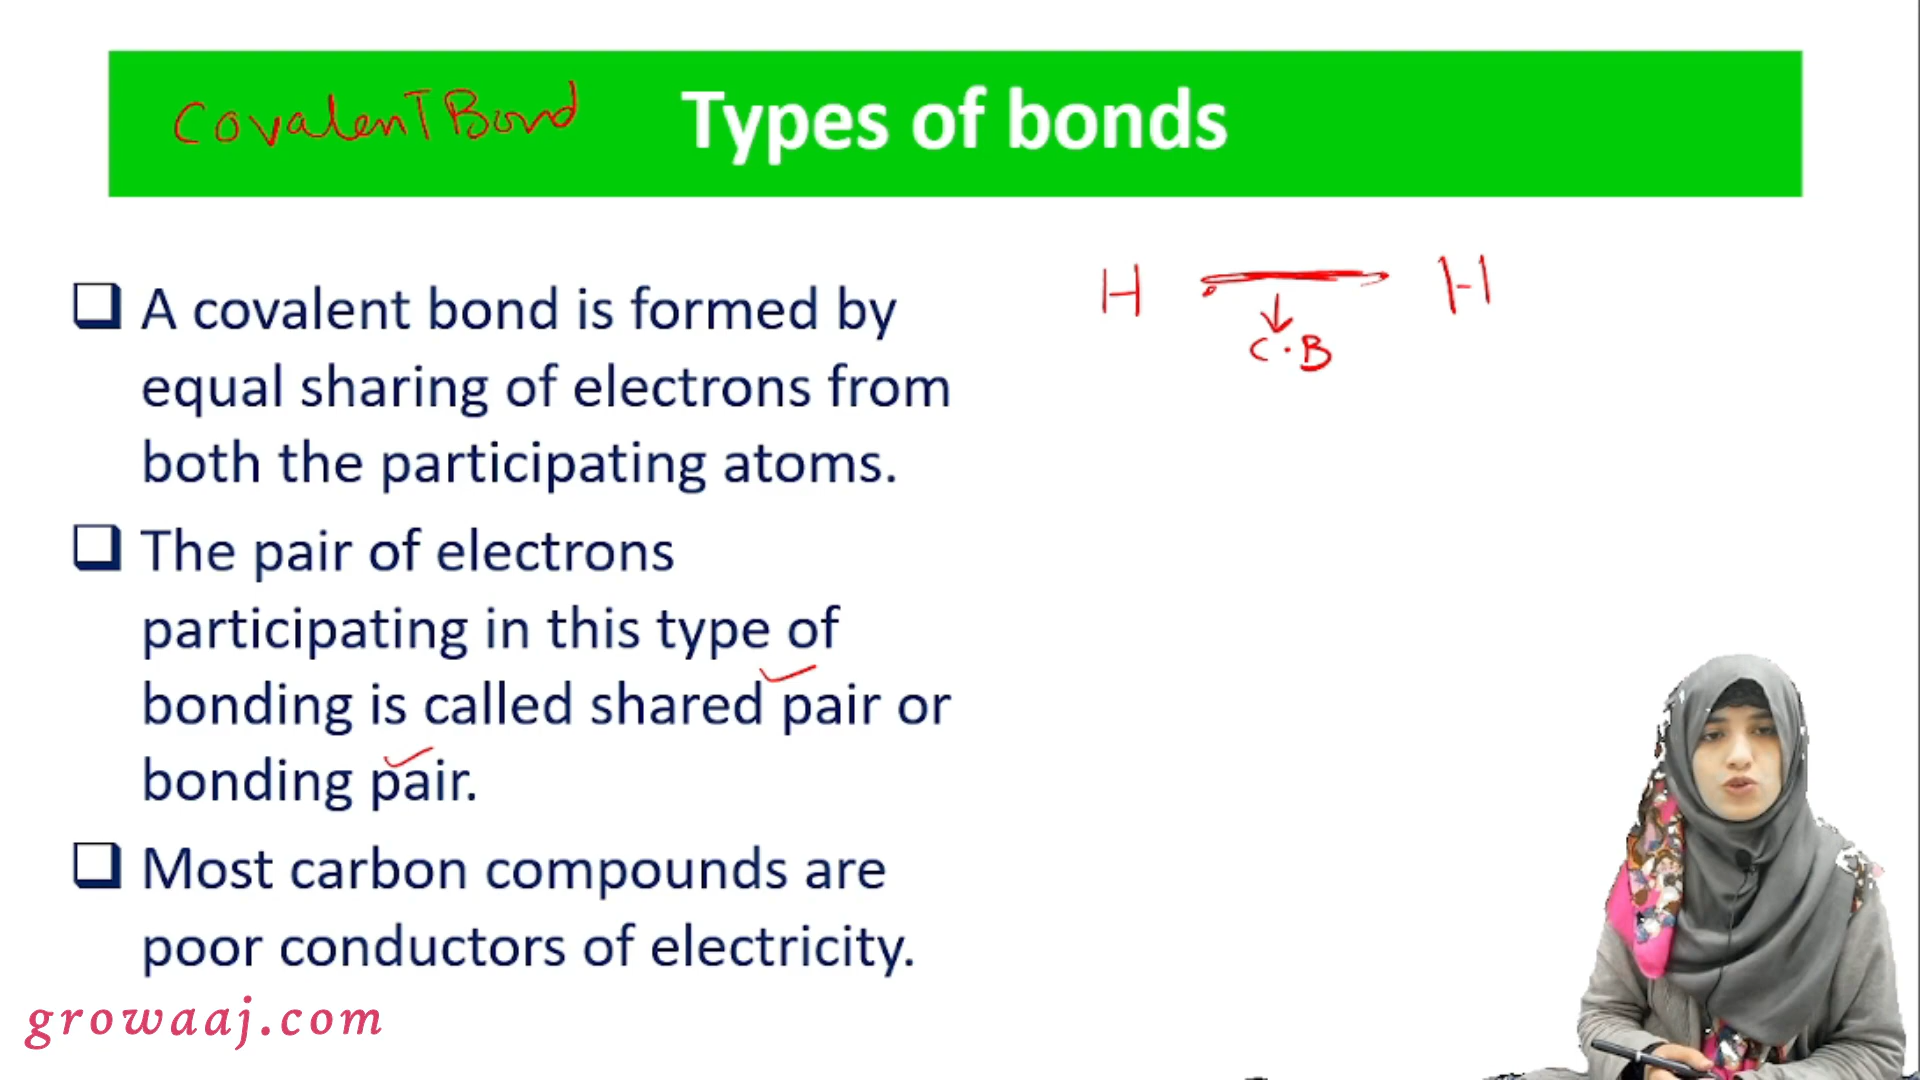 CovalenT Bond Types of bonds
H H
C.B
A covalent bond is formed by
equal sharing of electrons from
both the participating atoms.
The pair of electrons
participating in this type of
bonding is called shared pair or
bonding pair.
Most carbon compounds are
poor conductors of electricity.
growaaj.com